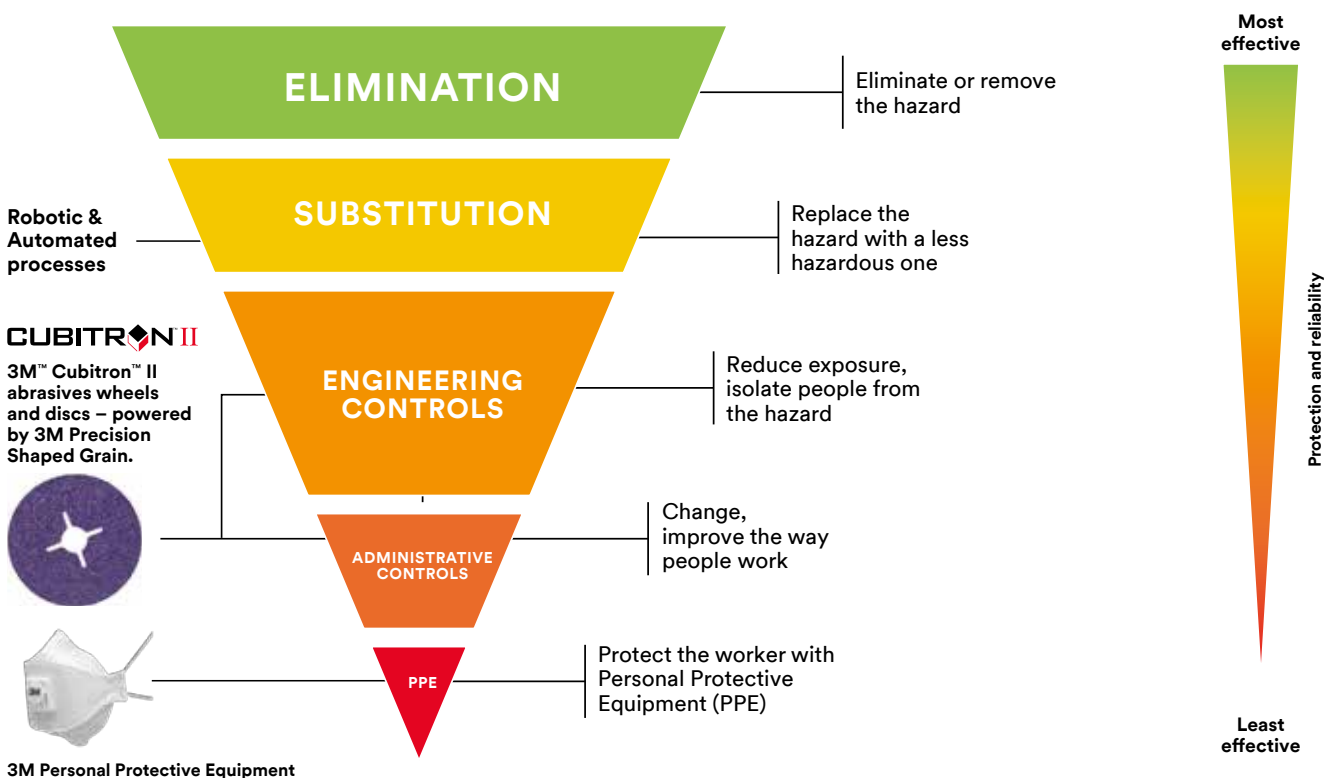 Most
effective
ELIMINATION
Eliminate or remove
the hazard
SUBSTITUTION
Robotic &
Automated
processes
Replace the
hazard with a less
hazardous one
CUBITRON™ II
3M™ Cubitron™ II
abrasives wheels
and discs – powered
by 3M Precision
Shaped Grain.
ENGINEERING
CONTROLS
Reduce exposure,
isolate people from
the hazard
Protection and reliability
ADMINISTRATIVE
CONTROLS
Change,
improve the way
people work
3M
PPE
Protect the worker with
Personal Protective
Equipment (PPE)
Least
effective
3M Personal Protective Equipment